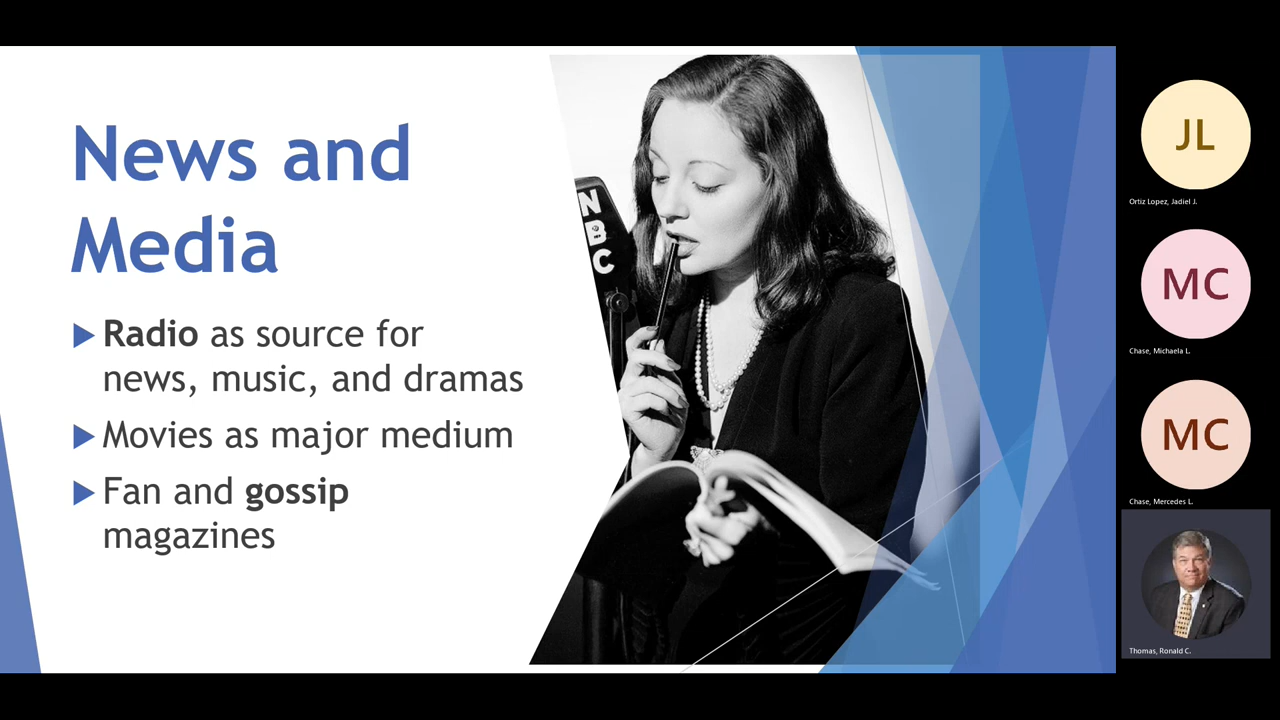 News and
Media
Radio as source for
news, music, and dramas
Movies as major medium
Fan and gossip
magazines
N
B
C
JL
Ortiz Lopez, Jadiel J.
MC
Chase, Michaela L.
MC
Chase, Mercedes L.
Thomas, Ronald C.